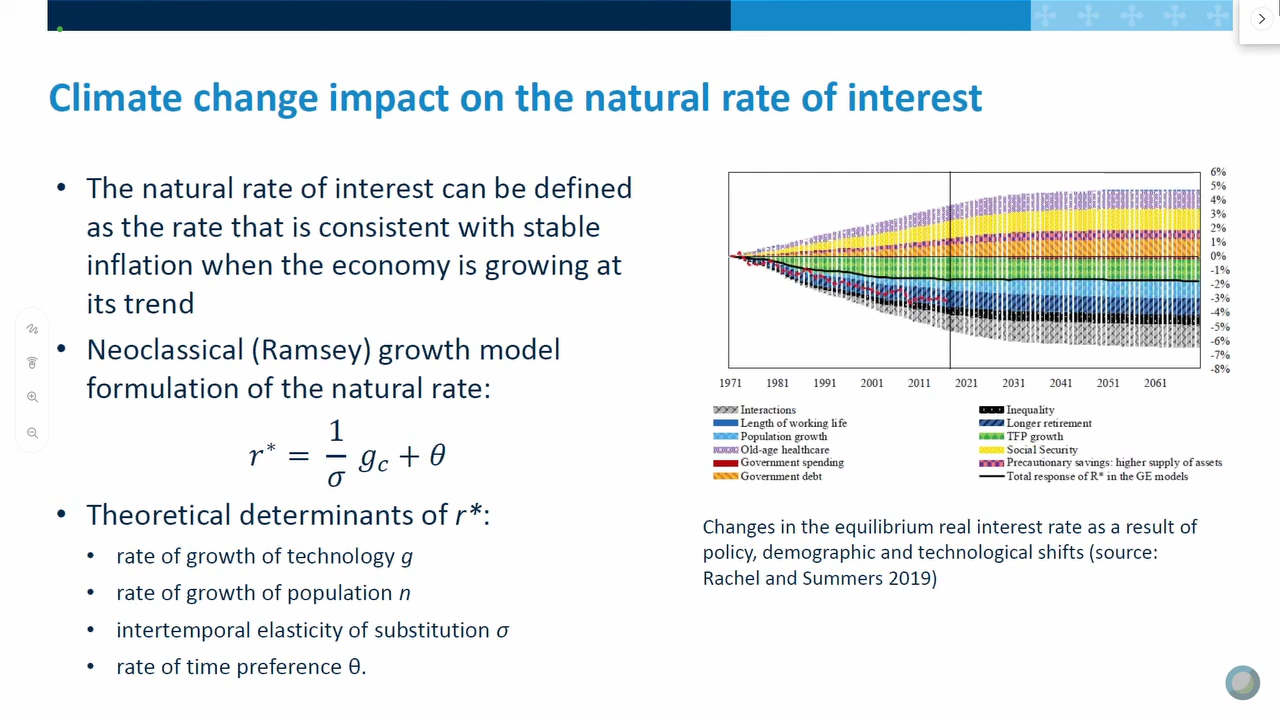 Climate change impact on the natural rate of interest
• The natural rate of interest can be defined
as the rate that is consistent with stable
inflation when the economy is growing at
its trend
• Neoclassical (Ramsey) growth model
formulation of the natural rate:
r* = 1/σ g_c + θ
• Theoretical determinants of r*:
• rate of growth of technology g
• rate of growth of population n
• intertemporal elasticity of substitution σ
• rate of time preference θ.
6%
5%
4%
3%
2%
1%
0%
-1%
-2%
-3%
-4%
-5%
-6%
-7%
-8%
1971 1981 1991 2001 2011 2021 2031 2041 2051 2061
Interactions
Length of working life
Population growth
Old-age healthcare
Government spending
Government debt
Inequality
Longer retirement
TFP growth
Social Security
Precautionary savings: higher supply of assets
Total response of R* in the GE models
Changes in the equilibrium real interest rate as a result of
policy, demographic and technological shifts (source:
Rachel and Summers 2019)